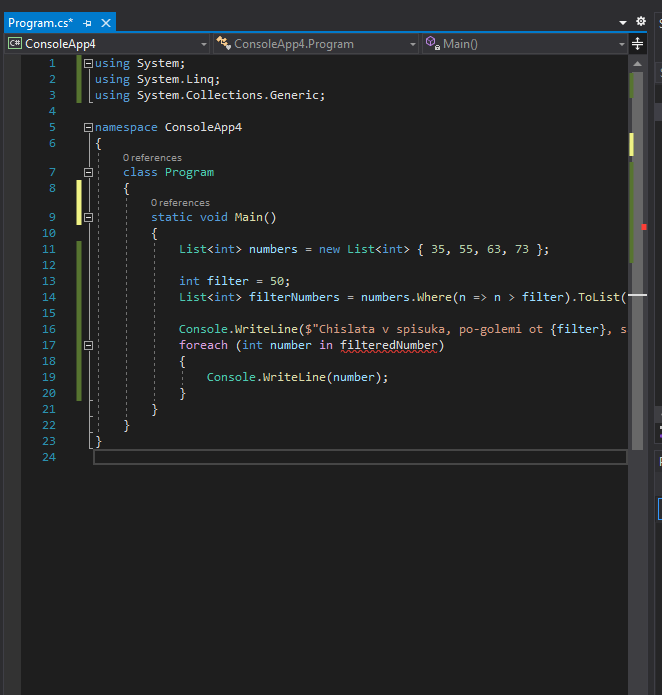 Program.cs*
ConsoleApp4 ConsoleApp4.Program Main()
1 using System;
2 using System.Linq;
3 using System.Collections.Generic;
4
5 namespace ConsoleApp4
6 {
0 references
7 class Program
8 {
0 references
9 static void Main()
10 {
11 List<int> numbers = new List<int> { 35, 55, 63, 73 };
12
13 int filter = 50;
14 List<int> filterNumbers = numbers.Where(n => n > filter).ToList(
15
16 Console.WriteLine($"Chislata v spisuka, po-golemi ot {filter}, s
17 foreach (int number in filteredNumber)
18 {
19 Console.WriteLine(number);
20 }
21 }
22 }
23 }
24